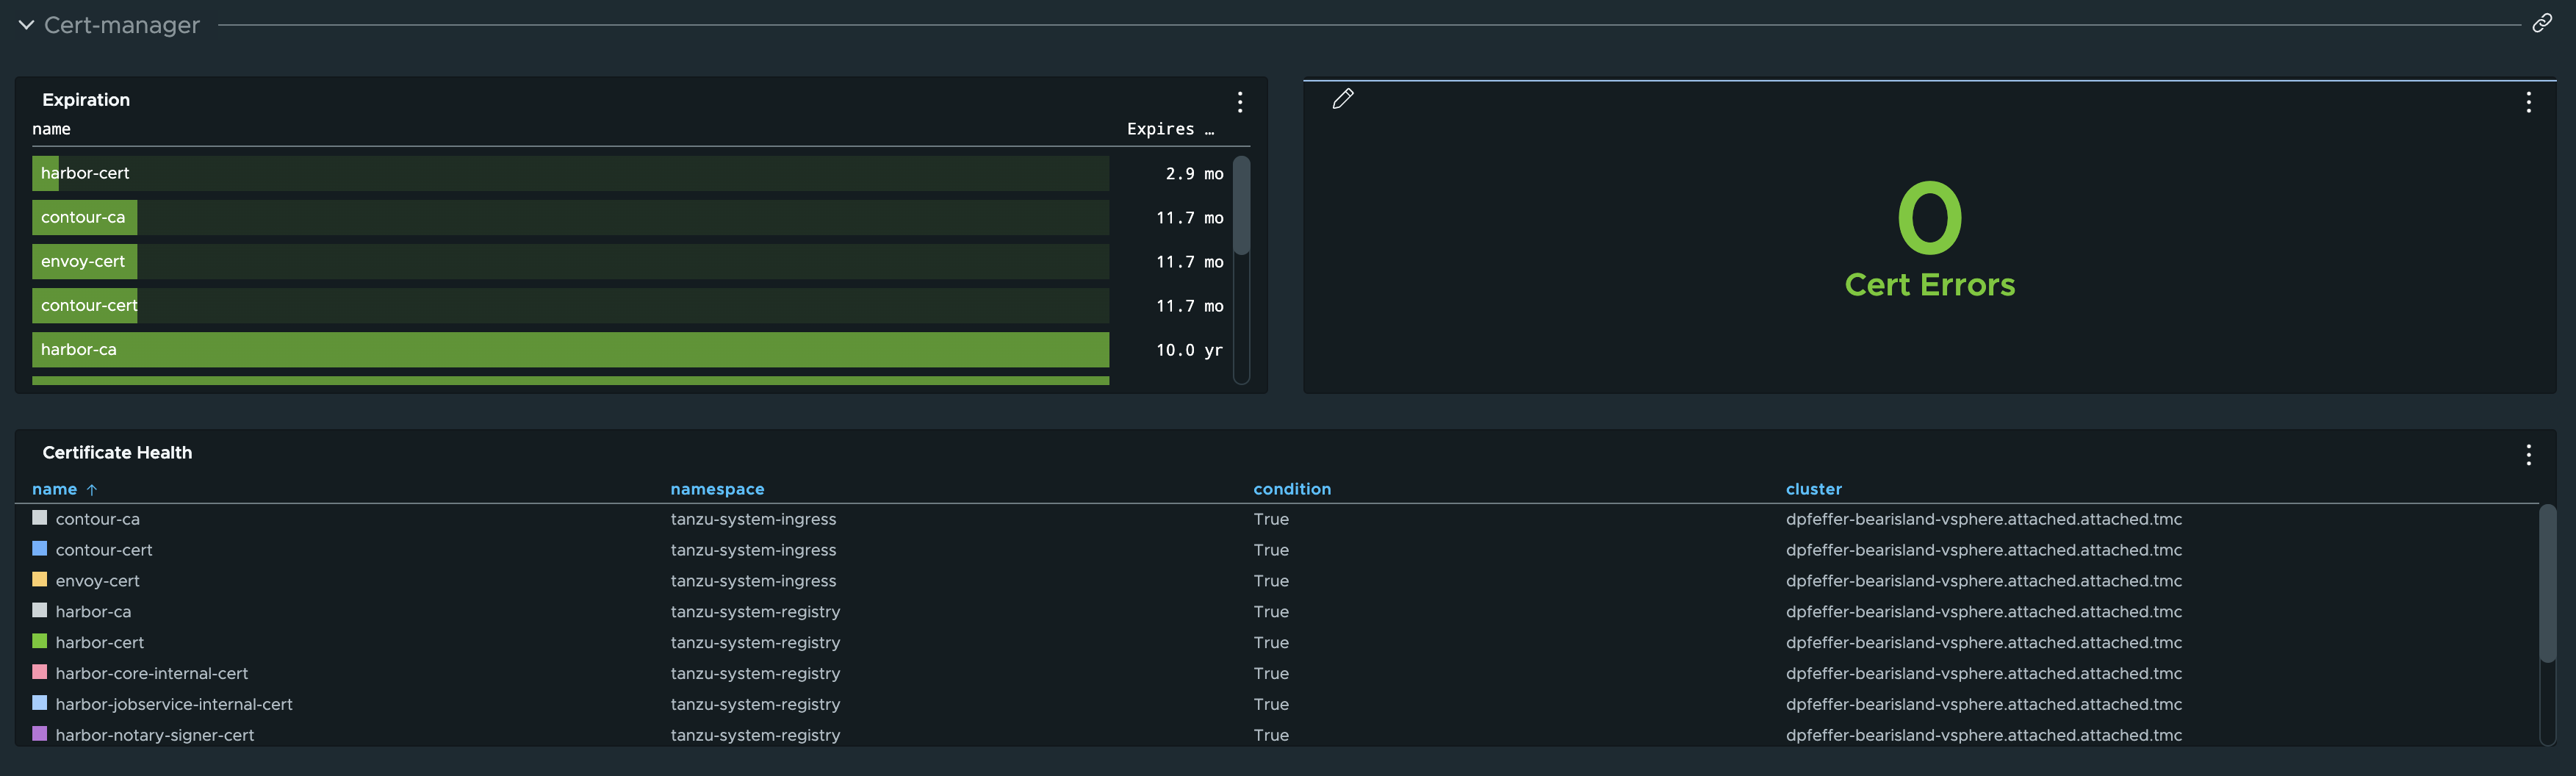 Cert-manager
Expiration
name Expires …
harbor-cert 2.9 mo
contour-ca 11.7 mo
envoy-cert 11.7 mo
contour-cert 11.7 mo
harbor-ca 10.0 yr
0
Cert Errors
Certificate Health
name ↑ namespace condition cluster
contour-ca tanzu-system-ingress True dpfeffer-bearisland-vsphere.attached.attached.tmc
contour-cert tanzu-system-ingress True dpfeffer-bearisland-vsphere.attached.attached.tmc
envoy-cert tanzu-system-ingress True dpfeffer-bearisland-vsphere.attached.attached.tmc
harbor-ca tanzu-system-registry True dpfeffer-bearisland-vsphere.attached.attached.tmc
harbor-cert tanzu-system-registry True dpfeffer-bearisland-vsphere.attached.attached.tmc
harbor-core-internal-cert tanzu-system-registry True dpfeffer-bearisland-vsphere.attached.attached.tmc
harbor-jobservice-internal-cert tanzu-system-registry True dpfeffer-bearisland-vsphere.attached.attached.tmc
harbor-notary-signer-cert tanzu-system-registry True dpfeffer-bearisland-vsphere.attached.attached.tmc